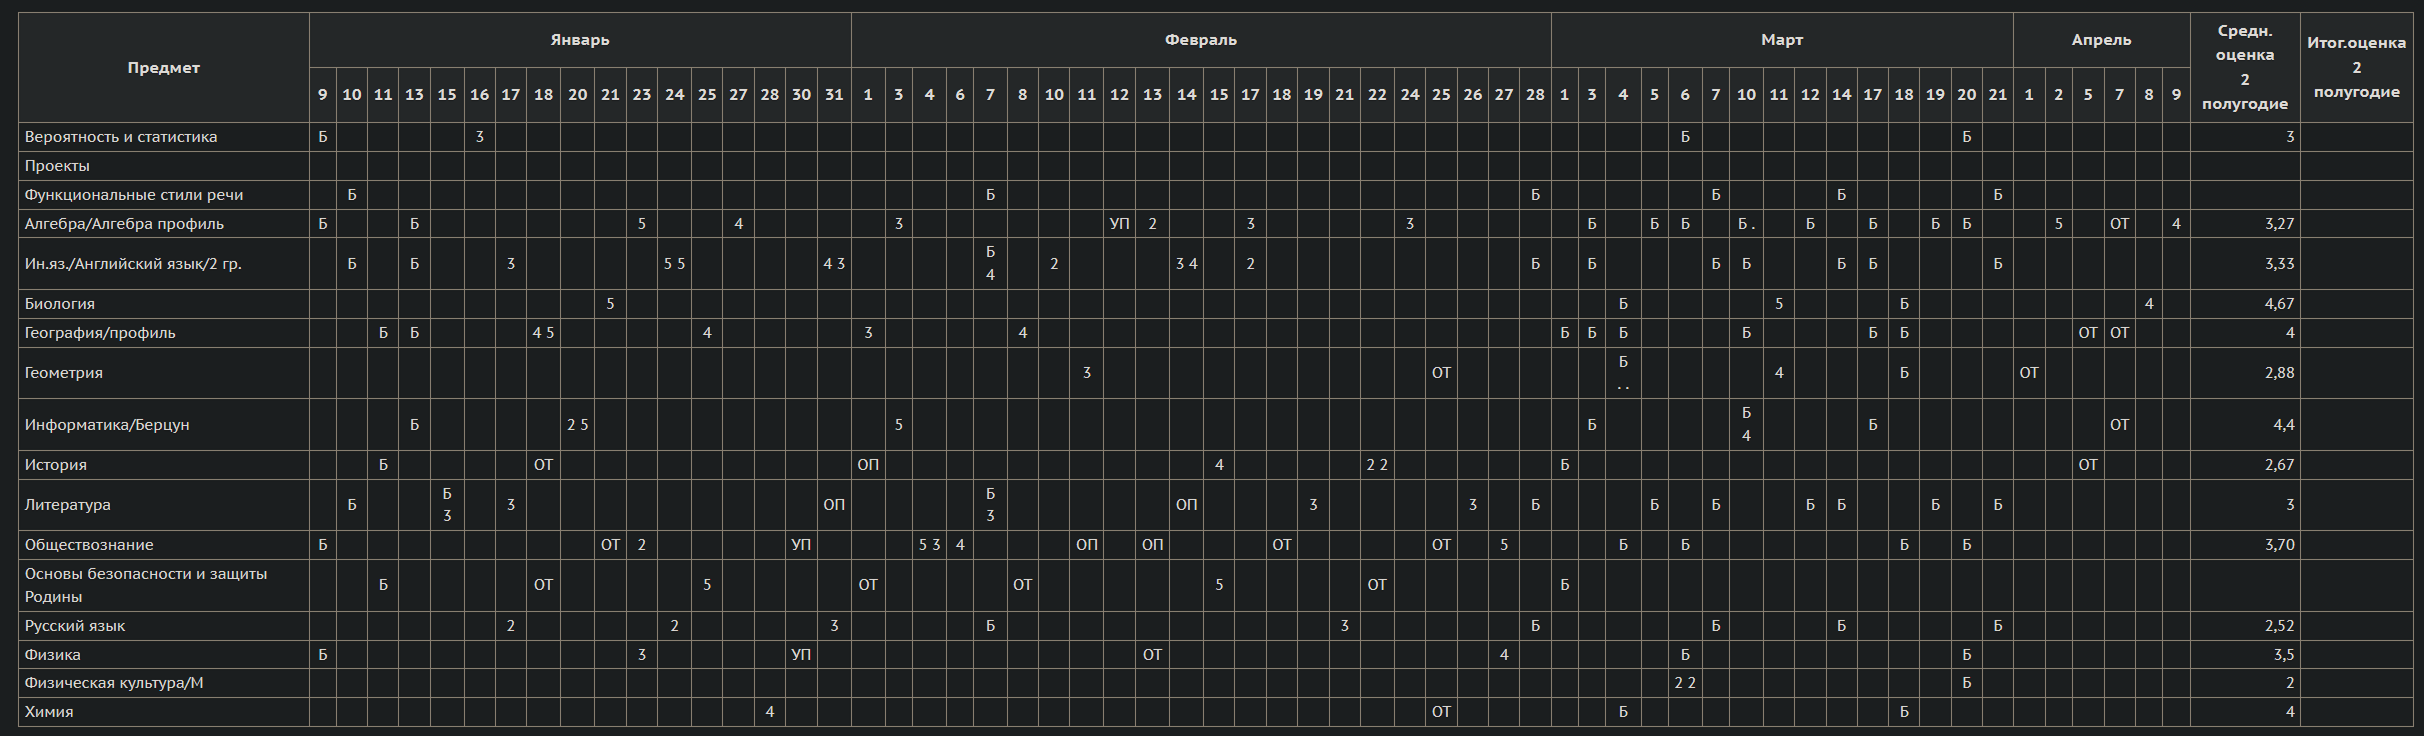 Предмет Январь Февраль Март Апрель Средн. оценка 2 полугодие Итог.оценка 2 полугодие
9 10 11 13 15 16 17 18 20 21 23 24 25 27 28 30 31 1 3 4 6 7 8 10 11 12 13 14 15 17 18 19 21 22 24 25 26 27 28 1 3 4 5 6 7 10 11 12 14 17 18 19 20 21 1 2 5 7 8 9
Вероятность и статистика Б 3 Б Б 3
Проекты
Функциональные стили речи Б Б Б Б Б Б
Алгебра/Алгебра профиль Б Б 5 4 3 УП 2 3 3 Б Б Б Б . Б Б Б Б 5 ОТ 4 3,27
Ин.яз./Английский язык/2 гр. Б Б 3 5 5 4 3 Б 4 2 3 4 2 Б Б Б Б Б Б Б 3,33
Биология 5 Б 5 Б 4 4,67
География/профиль Б Б 4 5 4 3 4 Б Б Б Б Б Б ОТ ОТ 4
Геометрия 3 ОТ Б . . 4 Б ОТ 2,88
Информатика/Берцун Б 2 5 5 Б Б 4 Б ОТ 4,4
История Б ОТ ОП 4 2 2 Б ОТ 2,67
Литература Б Б 3 3 ОП Б 3 ОП 3 3 Б Б Б Б Б Б Б 3
Обществознание Б ОТ 2 УП 5 3 4 ОП ОП ОТ ОТ 5 Б Б Б Б 3,70
Основы безопасности и защиты
Родины Б ОТ 5 ОТ ОТ 5 ОТ Б
Русский язык 2 2 3 Б 3 Б Б Б Б 2,52
Физика Б 3 УП ОТ 4 Б Б 3,5
Физическая культура/М 2 2 Б 2
Химия 4 ОТ Б Б 4